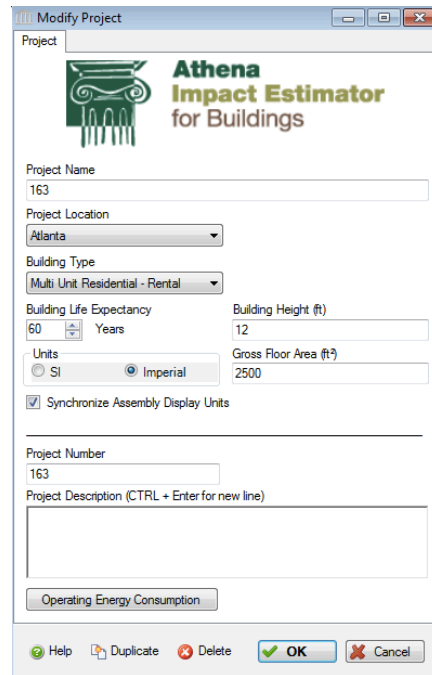 Modify Project
Project
Athena
Impact Estimator
for Buildings
Project Name
163
Project Location
Atlanta
Building Type
Multi Unit Residential - Rental
Building Life Expectancy Building Height (ft)
60 Years 12
Units Gross Floor Area (ft²)
SI Imperial 2500
Synchronize Assembly Display Units
Project Number
163
Project Description (CTRL + Enter for new line)
Operating Energy Consumption
Help Duplicate Delete OK Cancel